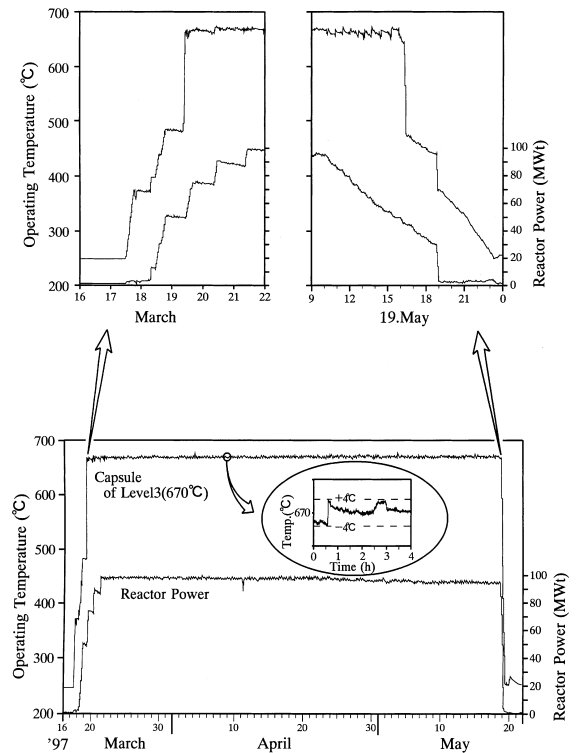 700
600
500
400
300
200
Operating Temperature (℃)
16 17 18 19 20 21 22
March
100
80
60
40
20
0
Reactor Power (MWt)
9 12 15 18 21 0
19.May
700
600
500
400
300
200
Operating Temperature (℃)
Capsule
of Level3(670℃)
Temp.(℃)
670
+4℃
−4℃
0 1 2 3 4
Time (h)
Reactor Power
100
80
60
40
20
0
Reactor Power (MWt)
16 20 30 10 20 30 10 20
'97 March April May